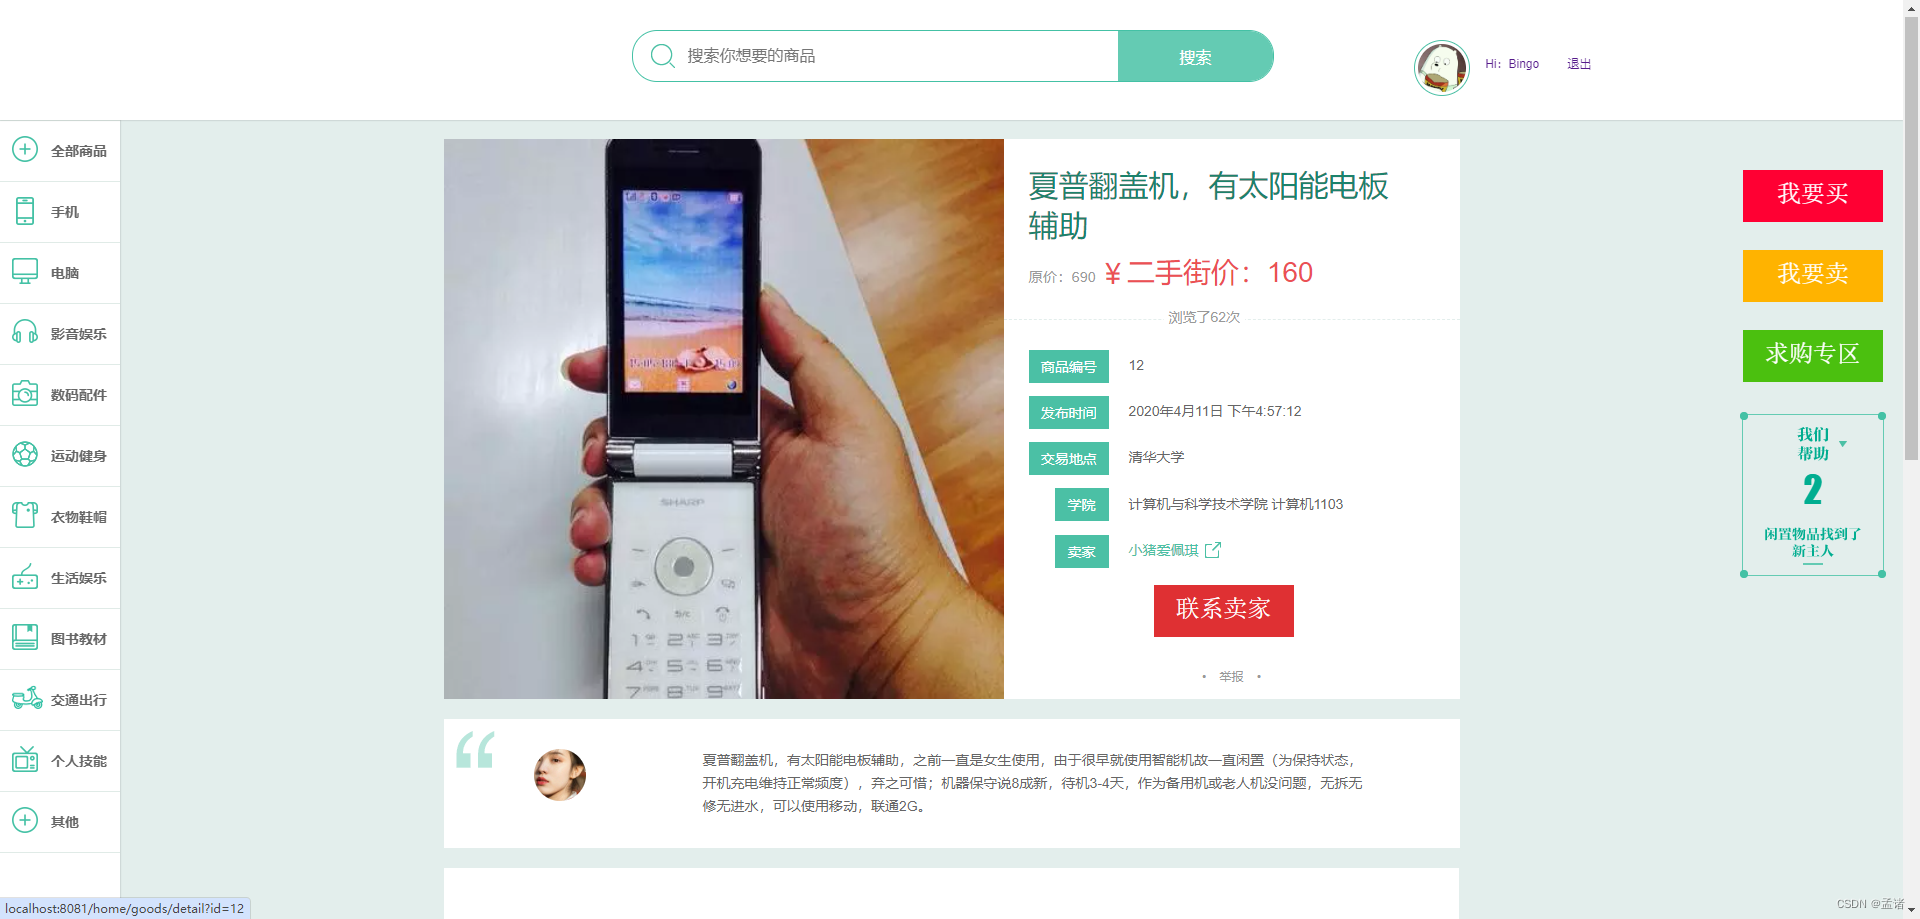 搜索你想要的商品
搜索
Hi：Bingo
退出
全部商品
手机
电脑
影音娱乐
数码配件
运动健身
衣物鞋帽
生活娱乐
图书教材
交通出行
个人技能
其他
夏普翻盖机，有太阳能电板
辅助
原价：690 ¥ 二手街价：160
浏览了62次
商品编号 12
发布时间 2020年4月11日 下午4:57:12
交易地点 清华大学
学院 计算机与科学技术学院 计算机1103
卖家 小猪爱佩琪
联系卖家
• 举报 •
SHARP
我要买
我要卖
求购专区
我们
帮助
2
闲置物品找到了
新主人
夏普翻盖机，有太阳能电板辅助，之前一直是女生使用，由于很早就使用智能机故一直闲置（为保持状态，
开机充电维持正常频度），弃之可惜；机器保守说8成新，待机3-4天，作为备用机或老人机没问题，无拆无
修无进水，可以使用移动，联通2G。
localhost:8081/home/goods/detail?id=12
CSDN @孟诸